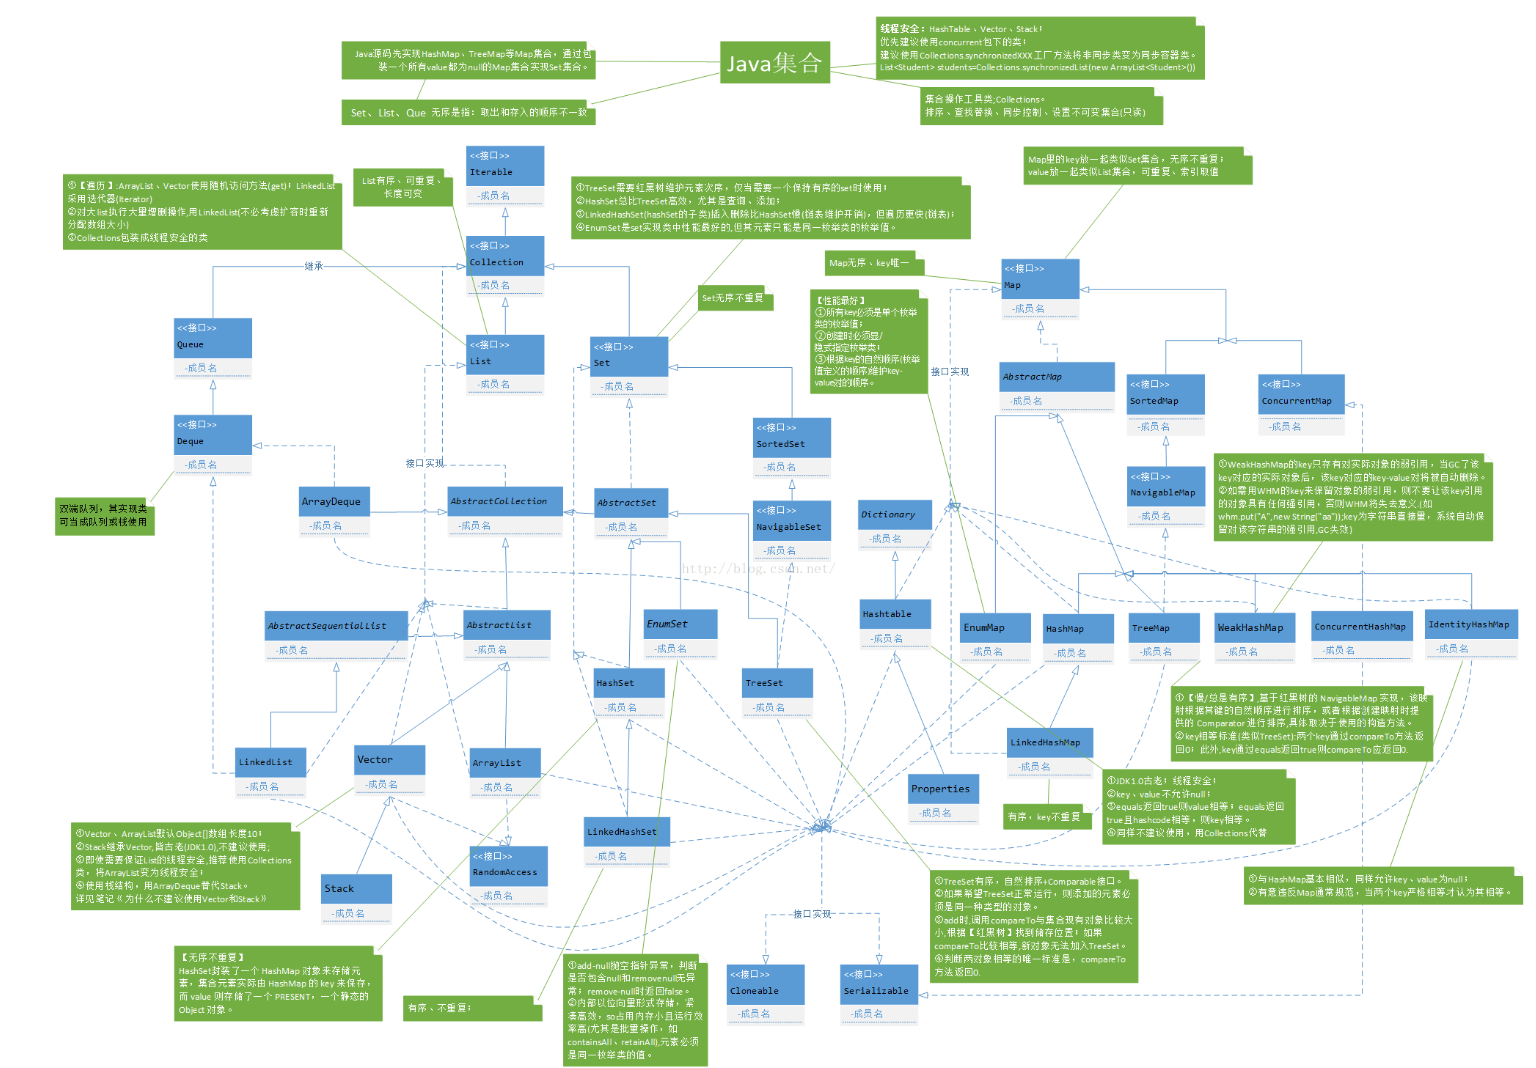 Java集合
Java源码先实现HashMap、TreeMap等Map集合，通过包
装一个所有value都为null的Map集合实现Set集合。
Set、List、Que 无序是指：取出和存入的顺序不一致
线程安全：HashTable、Vector、Stack；
优先建议使用concurrent包下的类；
建议使用Collections.synchronizedXXX工厂方法将非同步类变为同步容器类。
List<Student> students=Collections.synchronizedList(new ArrayList<Student>())
集合操作工具类;Collections。
排序、查找替换、同步控制、设置不可变集合(只读)
①【遍历】:ArrayList、Vector使用随机访问方法(get)；LinkedList
采用迭代器(Iterator)
②对大list执行大量增删操作,用LinkedList(不必考虑扩容时重新
分配数组大小)
③Collections包装成线程安全的类
List有序、可重复、
长度可变
<<接口>>
Iterable
-成员名
①TreeSet需要红黑树维护元素次序，仅当需要一个保持有序的set时使用；
②HashSet总比TreeSet高效，尤其是查询、添加；
③LinkedHashSet(hashSet的子类)插入删除比HashSet慢(链表维护开销)，但遍历更快(链表)；
④EnumSet是set实现类中性能最好的,但其元素只能是同一枚举类的枚举值。
Map里的key放一起类似Set集合，无序不重复；
value放一起类似List集合，可重复、索引取值
<<接口>>
Collection
-成员名
继承
Map无序、key唯一
<<接口>>
Map
-成员名
Set无序不重复
【性能最好】
①所有key必须是单个枚举
类的枚举值；
②创建时必须显/
隐式指定枚举类；
③根据key的自然顺序(枚举
值定义的顺序)维护key-
value对的顺序。
<<接口>>
Queue
-成员名
<<接口>>
List
-成员名
<<接口>>
Set
-成员名
接口实现
AbstractMap
-成员名
<<接口>>
SortedMap
-成员名
<<接口>>
ConcurrentMap
-成员名
<<接口>>
Deque
-成员名
<<接口>>
SortedSet
-成员名
接口实现
<<接口>>
NavigableMap
-成员名
①WeakHashMap的key只存有对实际对象的弱引用，当GC了该
key对应的实际对象后，该key对应的key-value对将被自动删除。
②如需用WHM的key来保留对象的弱引用，则不要让该key引用
的对象具有任何强引用，否则WHM将失去意义 (如
whm.put("A",new String("aa"));key为字符串直接量，系统自动保
留对该字符串的强引用,GC失效)
双端队列，其实现类
可当成队列或栈使用
ArrayDeque
-成员名
AbstractCollection
-成员名
AbstractSet
-成员名
<<接口>>
NavigableSet
-成员名
Dictionary
-成员名
http://blog.csdn.net/
AbstractSequentialList
-成员名
AbstractList
-成员名
EnumSet
-成员名
Hashtable
-成员名
EnumMap
-成员名
HashMap
-成员名
TreeMap
-成员名
WeakHashMap
-成员名
ConcurrentHashMap
-成员名
IdentityHashMap
-成员名
HashSet
-成员名
TreeSet
-成员名
①【慢/总是有序】基于红黑树的 NavigableMap 实现，该映
射根据其键的自然顺序进行排序，或者根据创建映射时提
供的 Comparator 进行排序,具体取决于使用的构造方法。
②key相等标准(类似TreeSet):两个key通过compareTo方法返
回0；此外,key通过equals返回true则compareTo应返回0.
LinkedList
-成员名
Vector
-成员名
ArrayList
-成员名
LinkedHashMap
-成员名
Properties
-成员名
①JDK1.0古老；线程安全；
②key、value不允许null；
③equals返回true则value相等；equals返回
true且hashcode相等，则key相等。
④同样不建议使用，用Collections代替
有序，key不重复
①Vector、ArrayList默认Object[]数组长度10；
②Stack继承Vector,皆古老(JDK1.0),不建议使用;
③即使需要保证List的线程安全,推荐使用Collections
类，将ArrayList变为线程安全；
④使用栈结构，用ArrayDeque替代Stack。
详见笔记《为什么不建议使用Vector和Stack》
LinkedHashSet
-成员名
<<接口>>
RandomAccess
-成员名
Stack
-成员名
①TreeSet有序，自然排序+Comparable接口。
②如果希望TreeSet正常运行，则添加的元素必
须是同一种类型的对象。
③add时,调用compareTo与集合现有对象比较大
小,根据【红黑树】找到储存位置；如果
compareTo比较相等,新对象无法加入TreeSet。
④判断两对象相等的唯一标准是，compareTo
方法返回0.
①与HashMap基本相似，同样允许key、value为null；
②有意违反Map通常规范，当两个key严格相等才认为其相等。
接口实现
【无序不重复】
HashSet封装了一个 HashMap 对象来存储元
素，集合元素实际由 HashMap 的 key 来保存，
而 value 则存储了一个 PRESENT，一个静态的
Object 对象。
有序、不重复；
①add-null抛空指针异常，判断
是否包含null和removenull无异
常；remove-null时返回false。
②内部以位向量形式存储，紧
凑高效，so占用内存小且运行效
率高(尤其是批量操作，如
containsAll、retainAll),元素必须
是同一枚举类的值。
<<接口>>
Cloneable
-成员名
<<接口>>
Serializable
-成员名